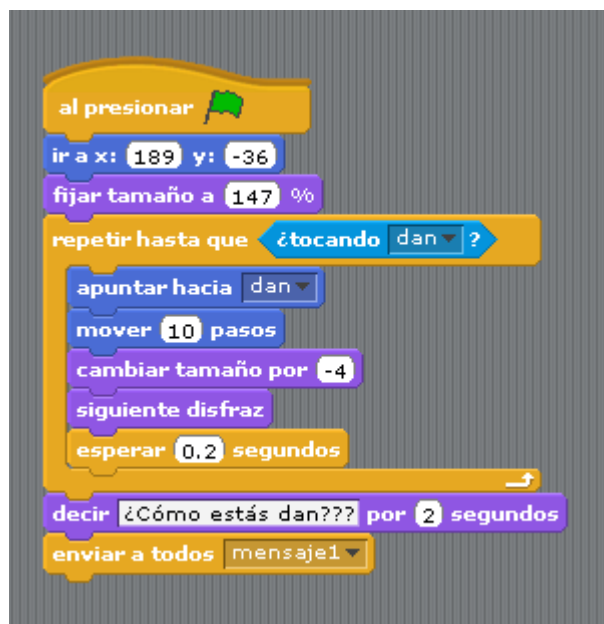 al presionar
ir a x: 189 y: -36
fijar tamaño a 147 %
repetir hasta que ¿tocando dan ?
apuntar hacia dan
mover 10 pasos
cambiar tamaño por -4
siguiente disfraz
esperar 0.2 segundos
decir ¿Cómo estás dan??? por 2 segundos
enviar a todos mensaje1